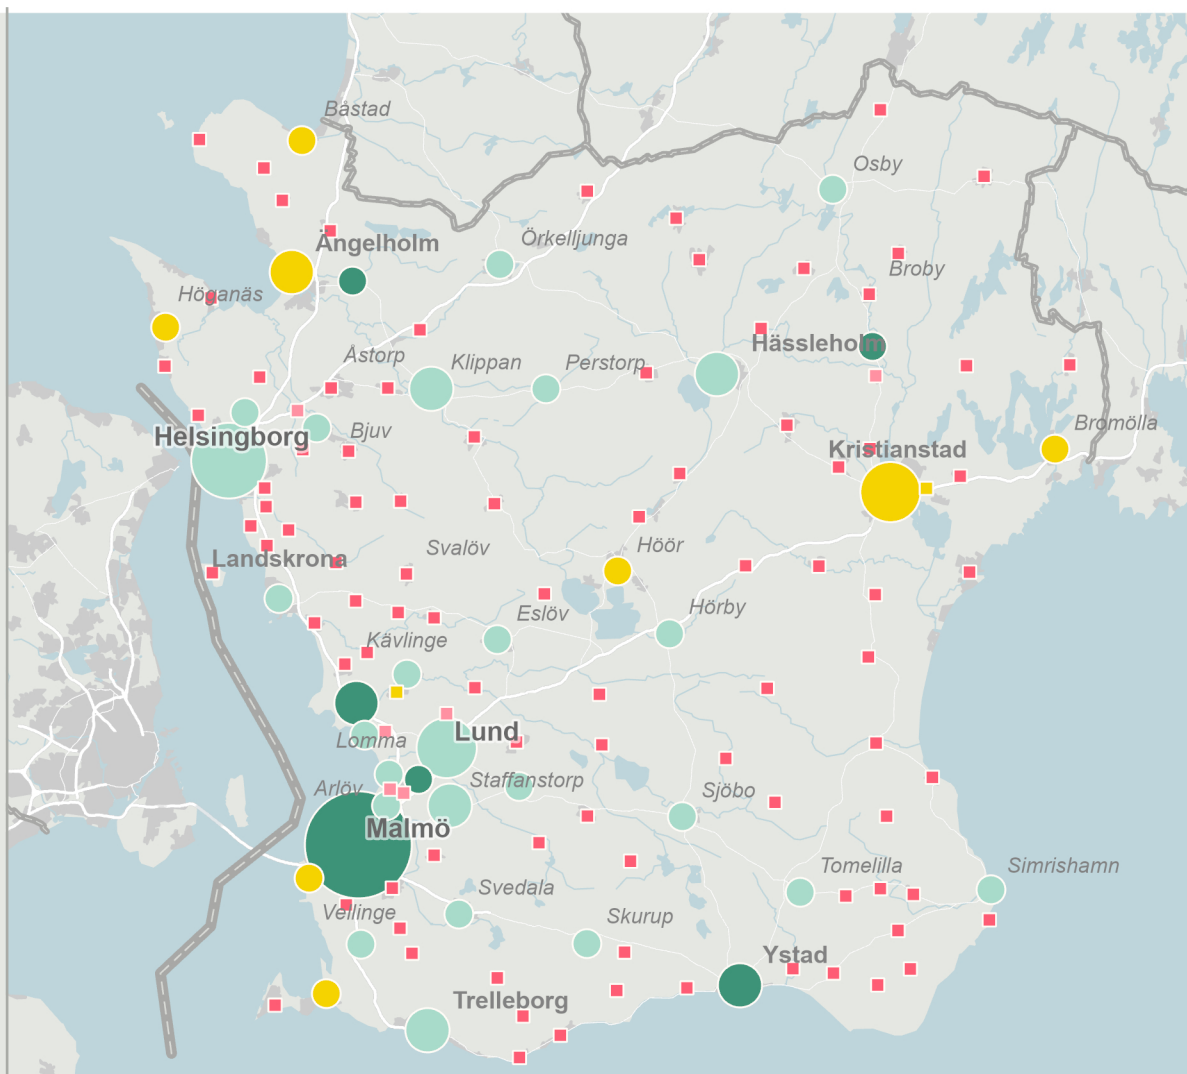 Båstad
Osby
Ängelholm
Örkelljunga
Broby
Höganäs
Hässleholm
Åstorp
Klippan
Perstorp
Bromölla
Helsingborg
Bjuv
Kristianstad
Svalöv
Höör
Landskrona
Eslöv
Hörby
Kävlinge
Lund
Lomma
Staffanstorp
Arlöv
Sjöbo
Malmö
Tomelilla
Simrishamn
Svedala
Vellinge
Skurup
Ystad
Trelleborg